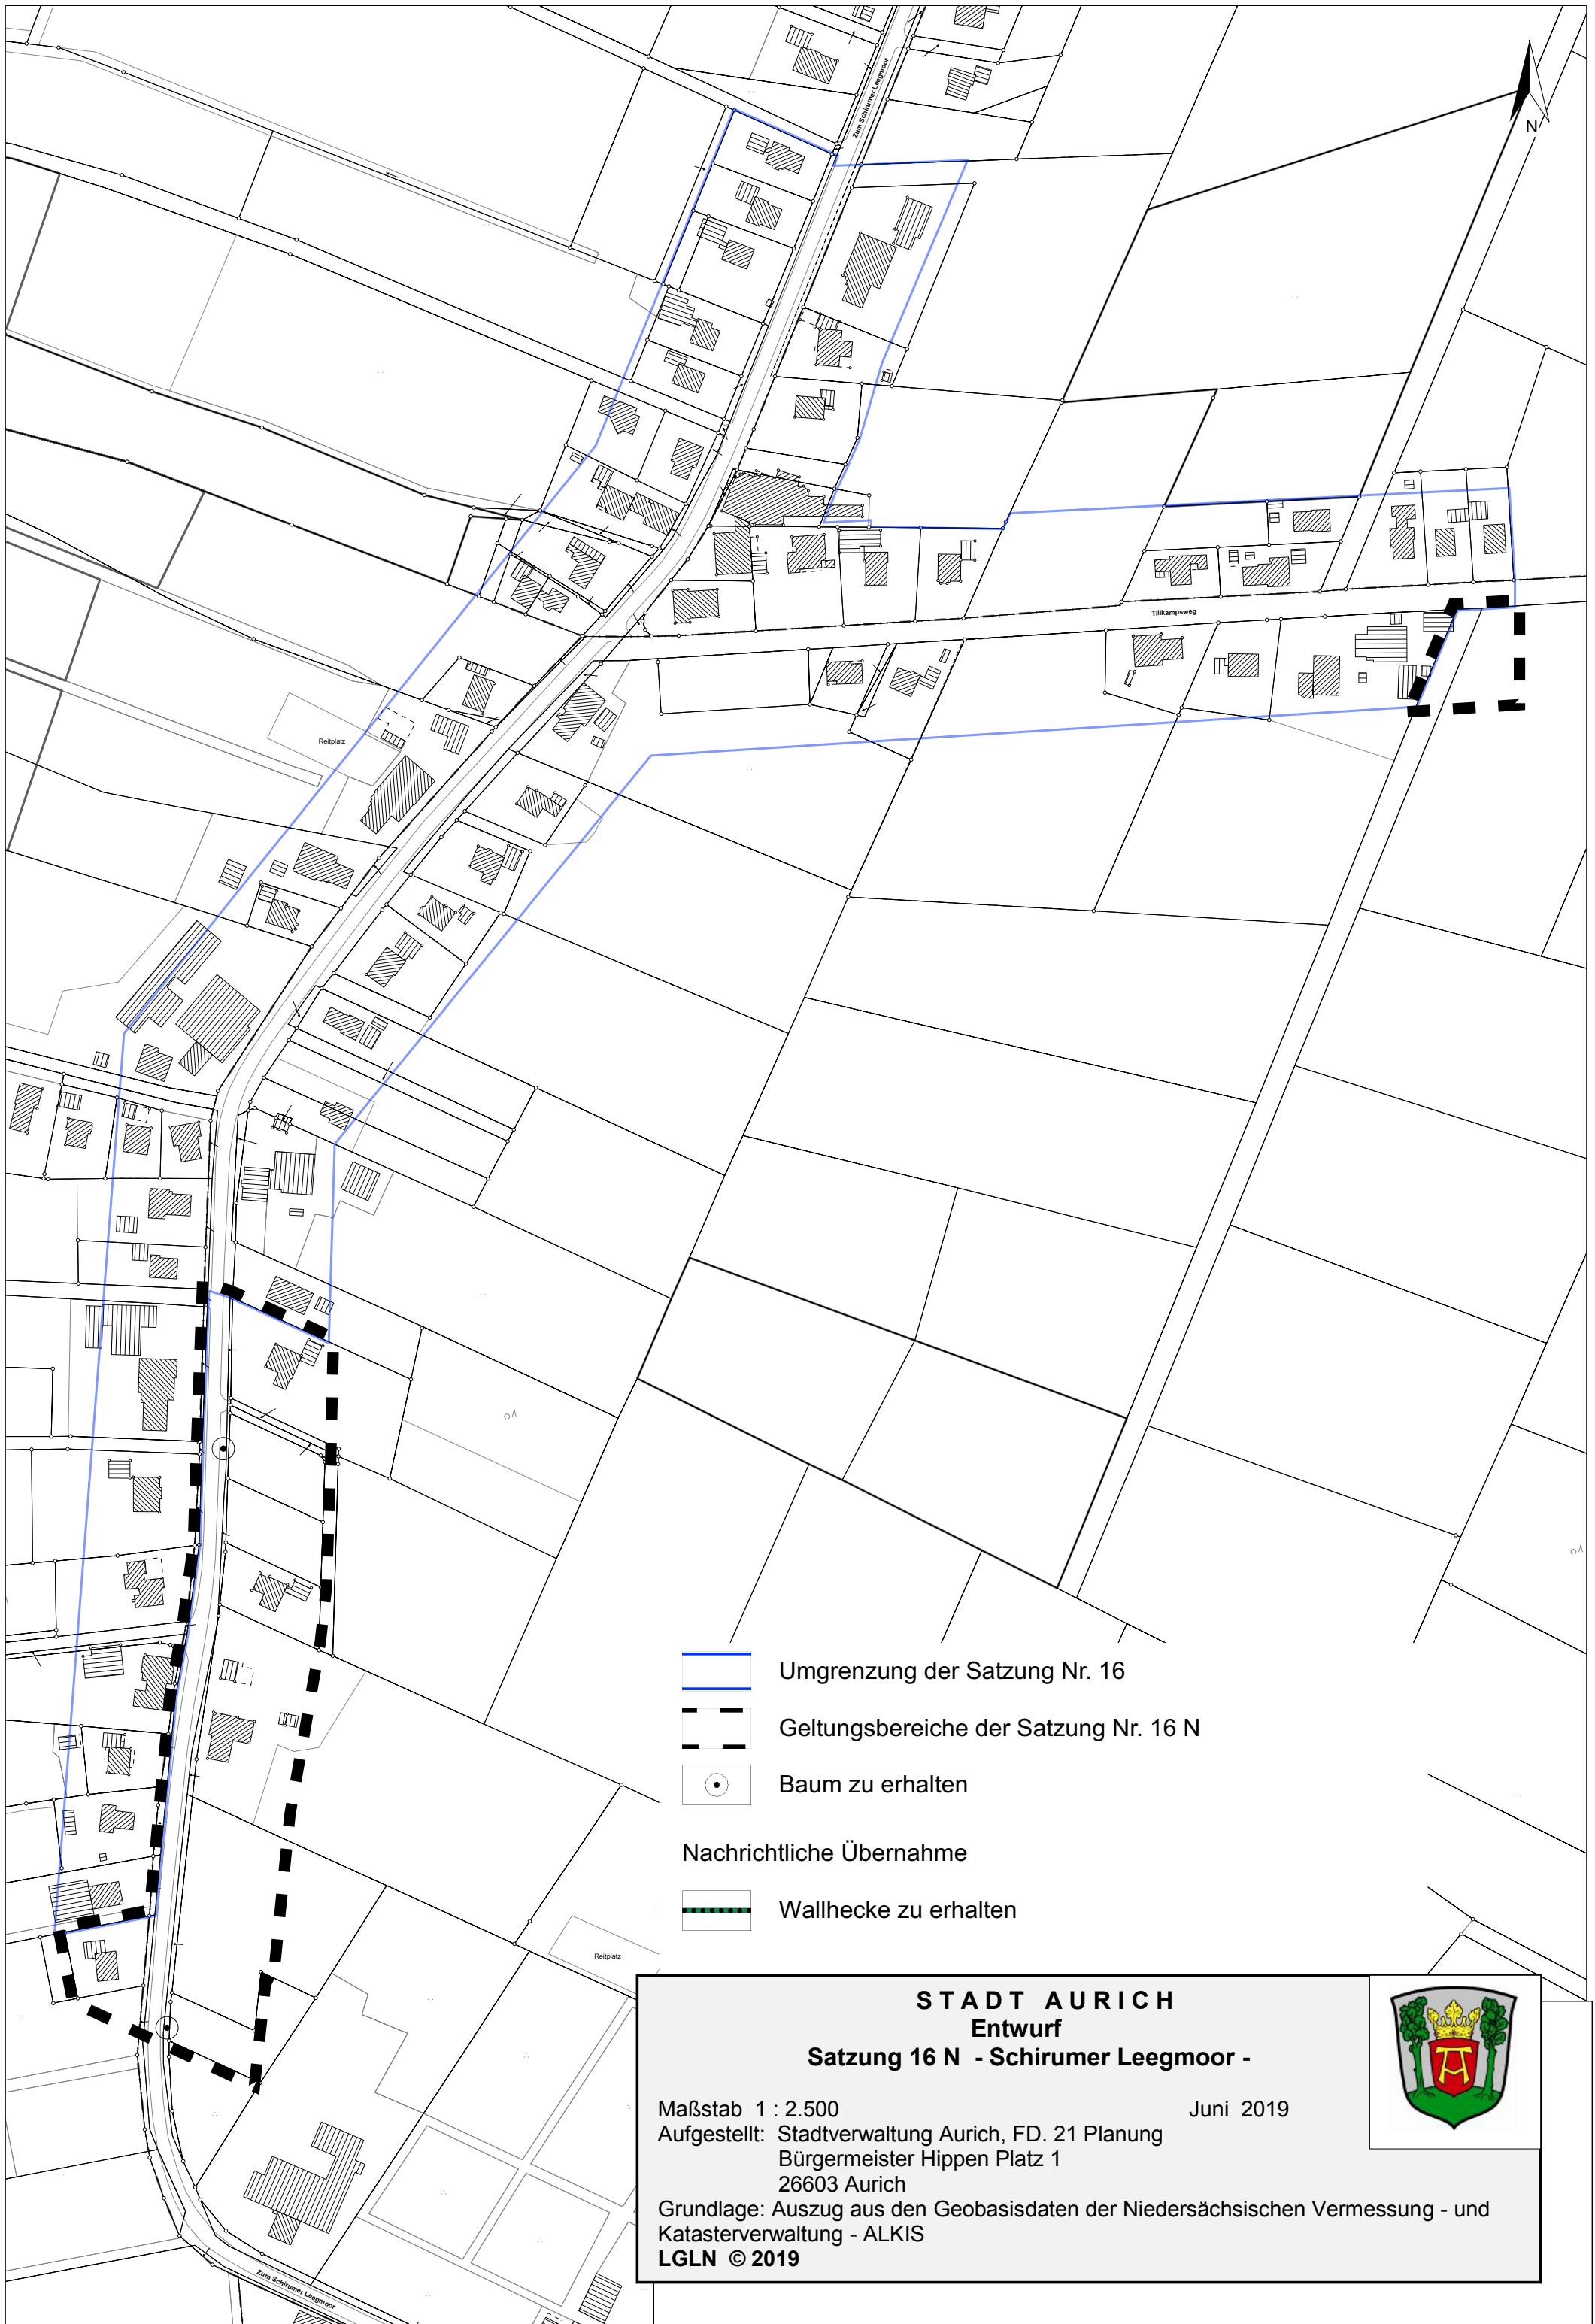 Zum Schirumer Leegmoor
N
Tillkampsweg
Reitplatz
Umgrenzung der Satzung Nr. 16
Geltungsbereiche der Satzung Nr. 16 N
Baum zu erhalten
Nachrichtliche Übernahme
Wallhecke zu erhalten
Reitplatz
STADT AURICH
Entwurf
Satzung 16 N - Schirumer Leegmoor -
Maßstab 1 : 2.500 Juni 2019
Aufgestellt: Stadtverwaltung Aurich, FD. 21 Planung
Bürgermeister Hippen Platz 1
26603 Aurich
Grundlage: Auszug aus den Geobasisdaten der Niedersächsischen Vermessung - und
Katasterverwaltung - ALKIS
LGLN © 2019
Zum Schirumer Leegmoor